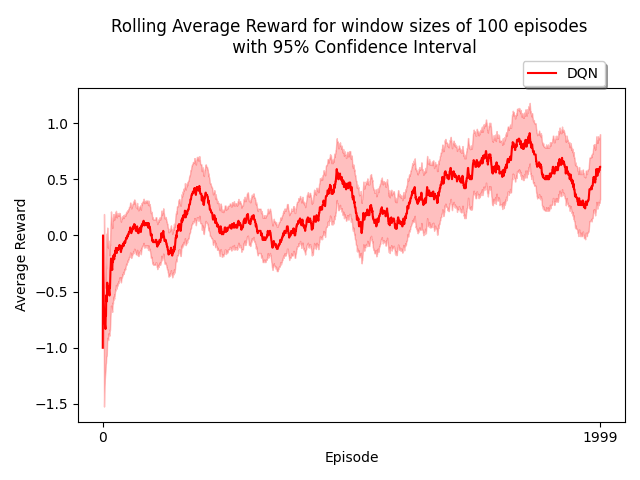 Rolling Average Reward for window sizes of 100 episodes
with 95% Confidence Interval
DQN
1.0
0.5
0.0
−0.5
−1.0
−1.5
Average Reward
0
1999
Episode